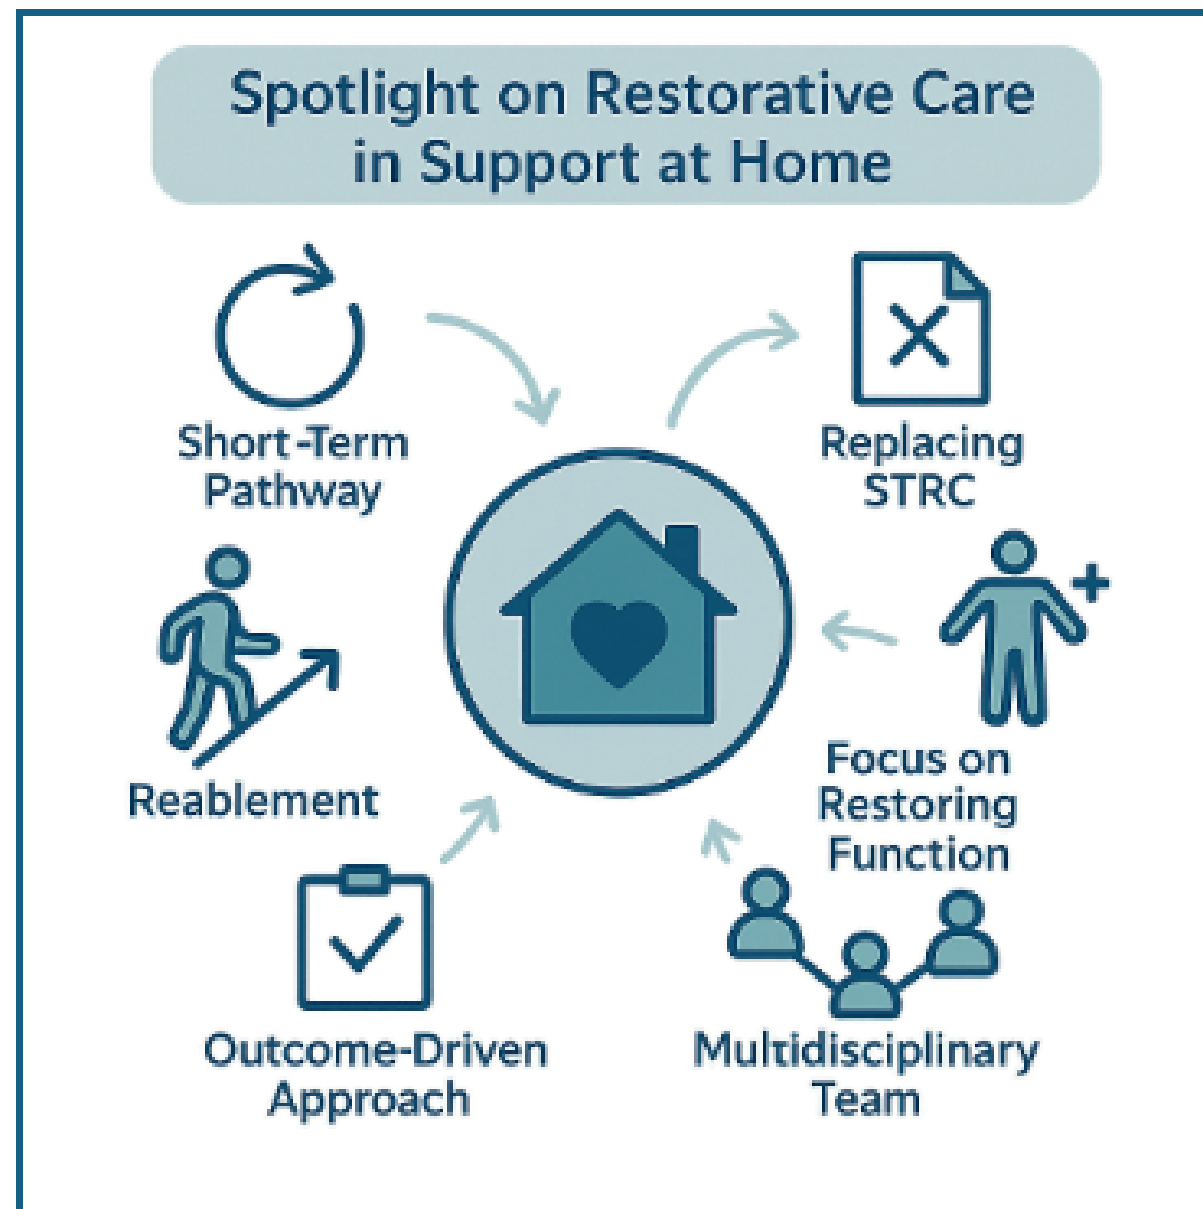 Spotlight on Restorative Care
in Support at Home
Short-Term
Pathway
Replacing
STRC
Reablement
Focus on
Restoring
Function
Outcome-Driven
Approach
Multidisciplinary
Team